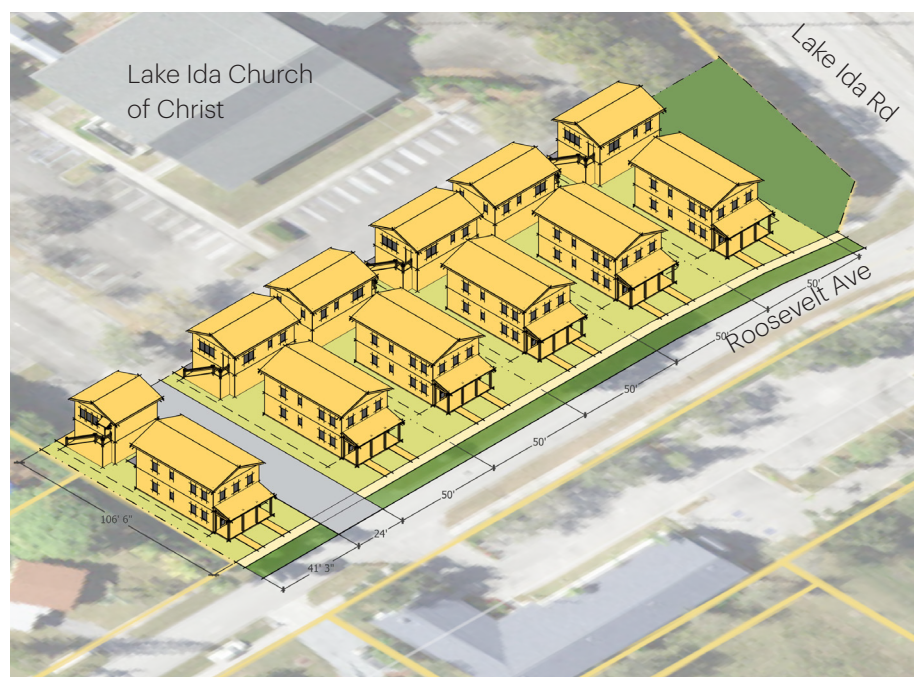 Lake Ida Church
of Christ
Lake Ida Rd
Roosevelt Ave
50'
50'
50'
50'
50'
24'
41' 3"
106' 6"